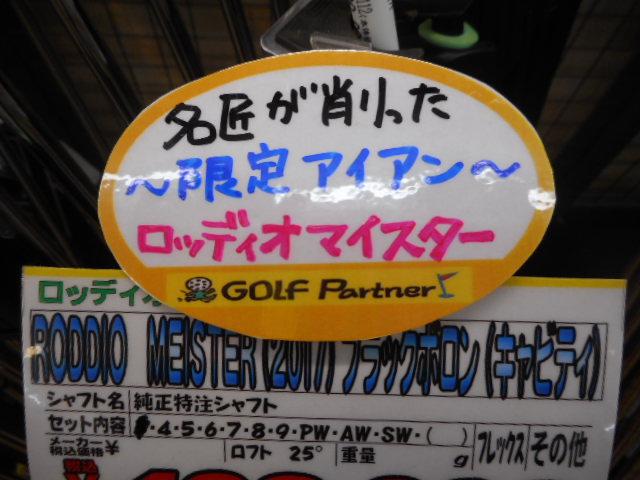 名匠が削った
～限定アイアン～
ロッディオマイスター
GOLF Partner
ロッディオ
RODDIO MEISTER (2017) ブラックボロン (キャビティ)
シャフト名 純正特注シャフト
セット内容 ・4・5・6・7・8・9・PW・AW・SW・( ) フレックス その他
メーカー税込価格¥ ロフト 25° 重量 g
税込